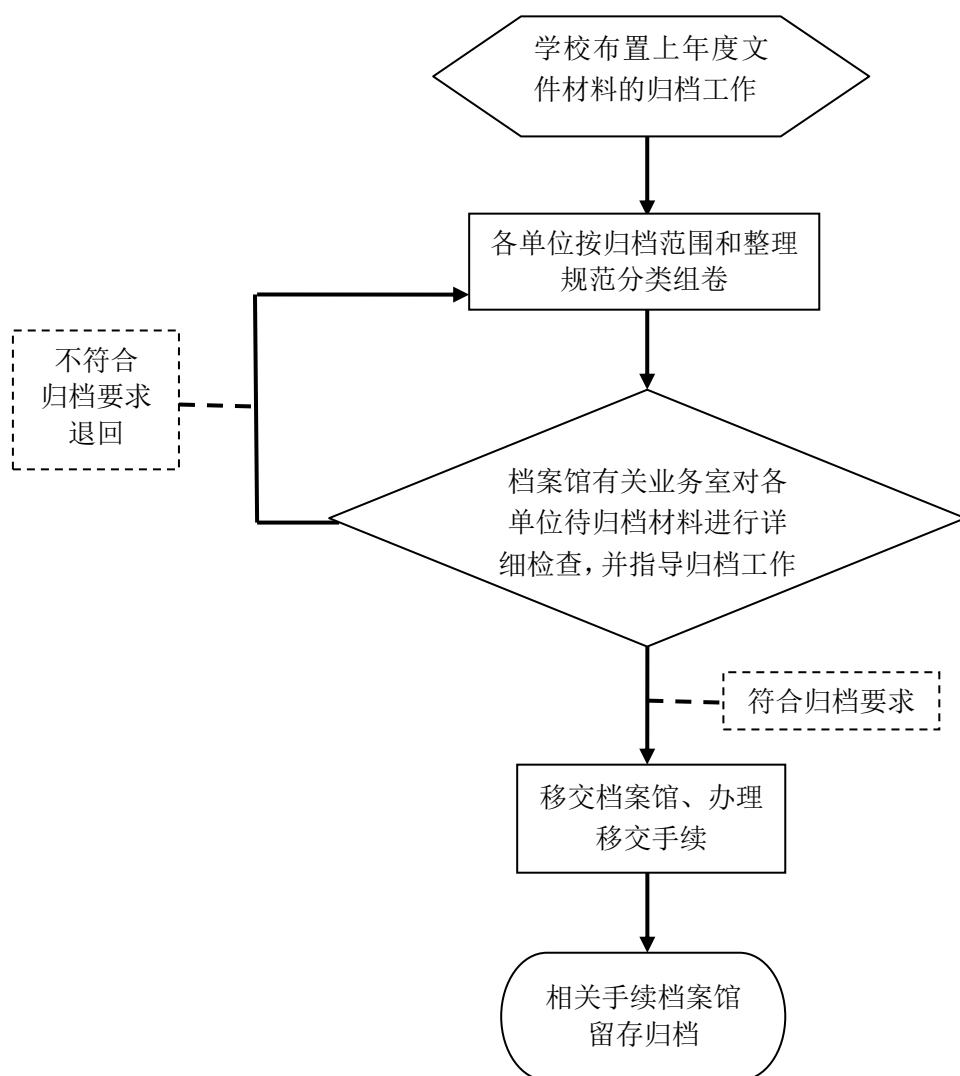 学校布置上年度文
件材料的归档工作
各单位按归档范围和整理
规范分类组卷
不符合
归档要求
退回
档案馆有关业务室对各
单位待归档材料进行详
细检查，并指导归档工作
符合归档要求
移交档案馆、办理
移交手续
相关手续档案馆
留存归档